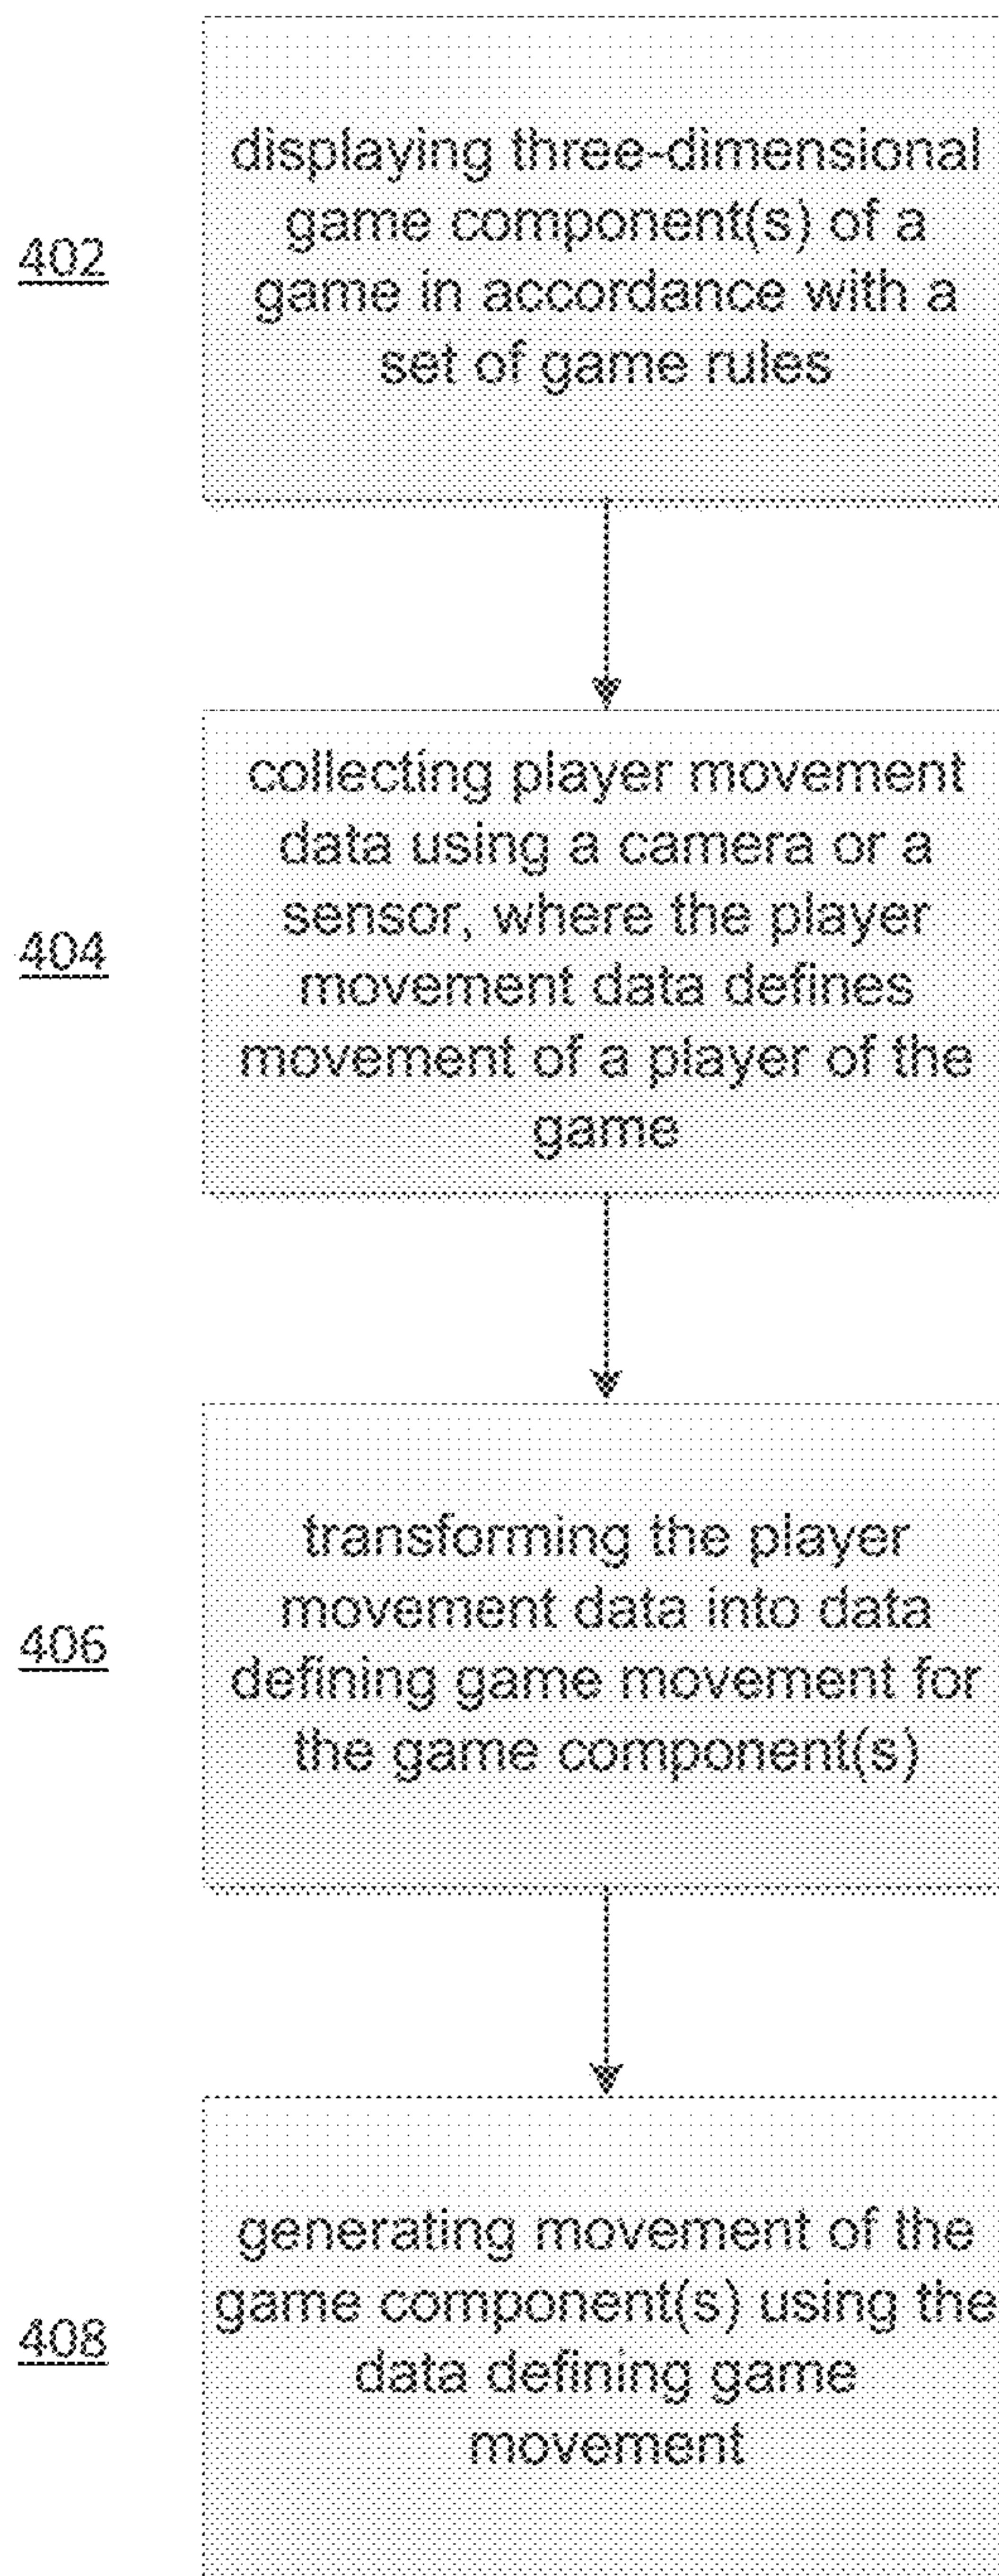 402
displaying three-dimensional
game component(s) of a
game in accordance with a
set of game rules
404
collecting player movement
data using a camera or a
sensor, where the player
movement data defines
movement of a player of the
game
406
transforming the player
movement data into data
defining game movement for
the game component(s)
408
generating movement of the
game component(s) using the
data defining game
movement